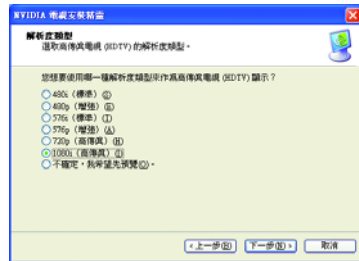 NVIDIA 電視安裝精靈
解析度類型
選取高傳真電視 (HDTV) 的解析度類型。
您想要使用哪一種解析度類型來作為高傳真電視 (HDTV) 顯示？
480i (標準)
480p (增強)
576i (標準)
576p (增強) (A)
720p (高傳真) (H)
1080i (高傳真) (I)
不確定，我希望先預覽(O)。
<上一步(B)
下一步(N)>
取消